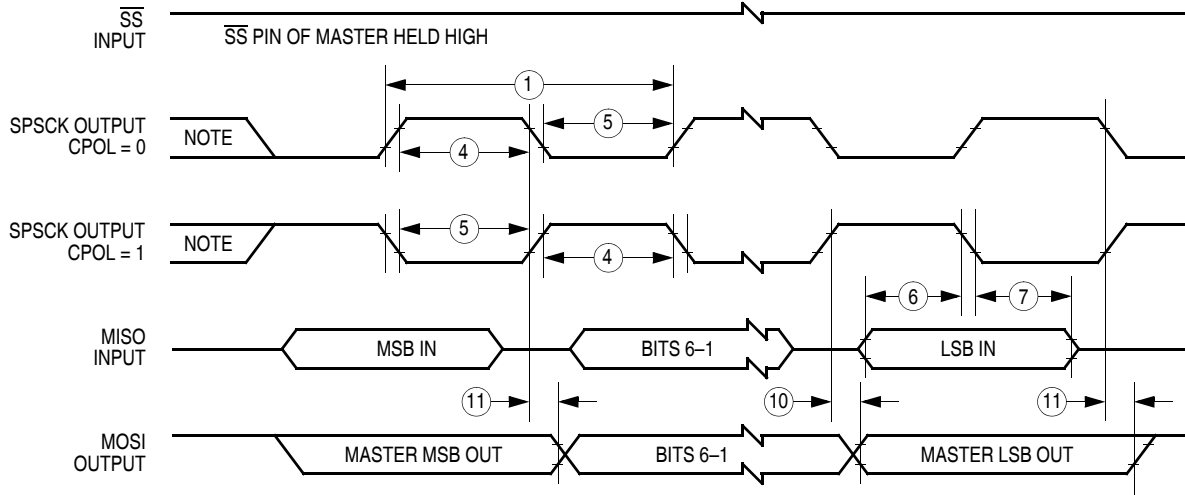 SS
INPUT
SS PIN OF MASTER HELD HIGH
1
SPSCK OUTPUT
CPOL = 0
NOTE
5
4
SPSCK OUTPUT
CPOL = 1
NOTE
5
4
6
7
MISO
INPUT
MSB IN
BITS 6–1
LSB IN
11
10
11
MOSI
OUTPUT
MASTER MSB OUT
BITS 6–1
MASTER LSB OUT